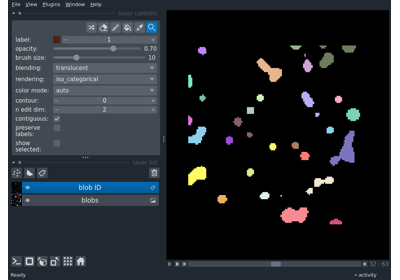 File View Plugins Window Help
layer controls
label: 1
opacity: 0.70
brush size: 10
blending: translucent
rendering: iso_categorical
color mode: auto
contour: 0
n edit dim: 2
contiguous:
preserve
labels:
show
selected:
layer list
blob ID
blobs
32 63
Ready
activity